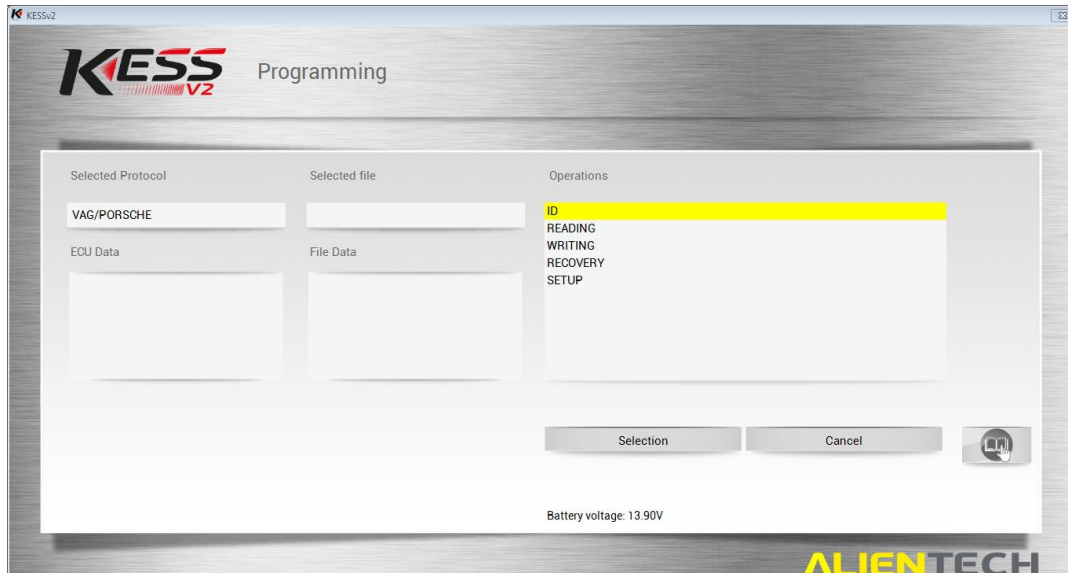 KESSv2
KESS
V2
Programming
Selected Protocol
Selected file
Operations
VAG/PORSCHE
ECU Data
File Data
ID
READING
WRITING
RECOVERY
SETUP
Selection
Cancel
Battery voltage: 13.90V
ALIENTECH